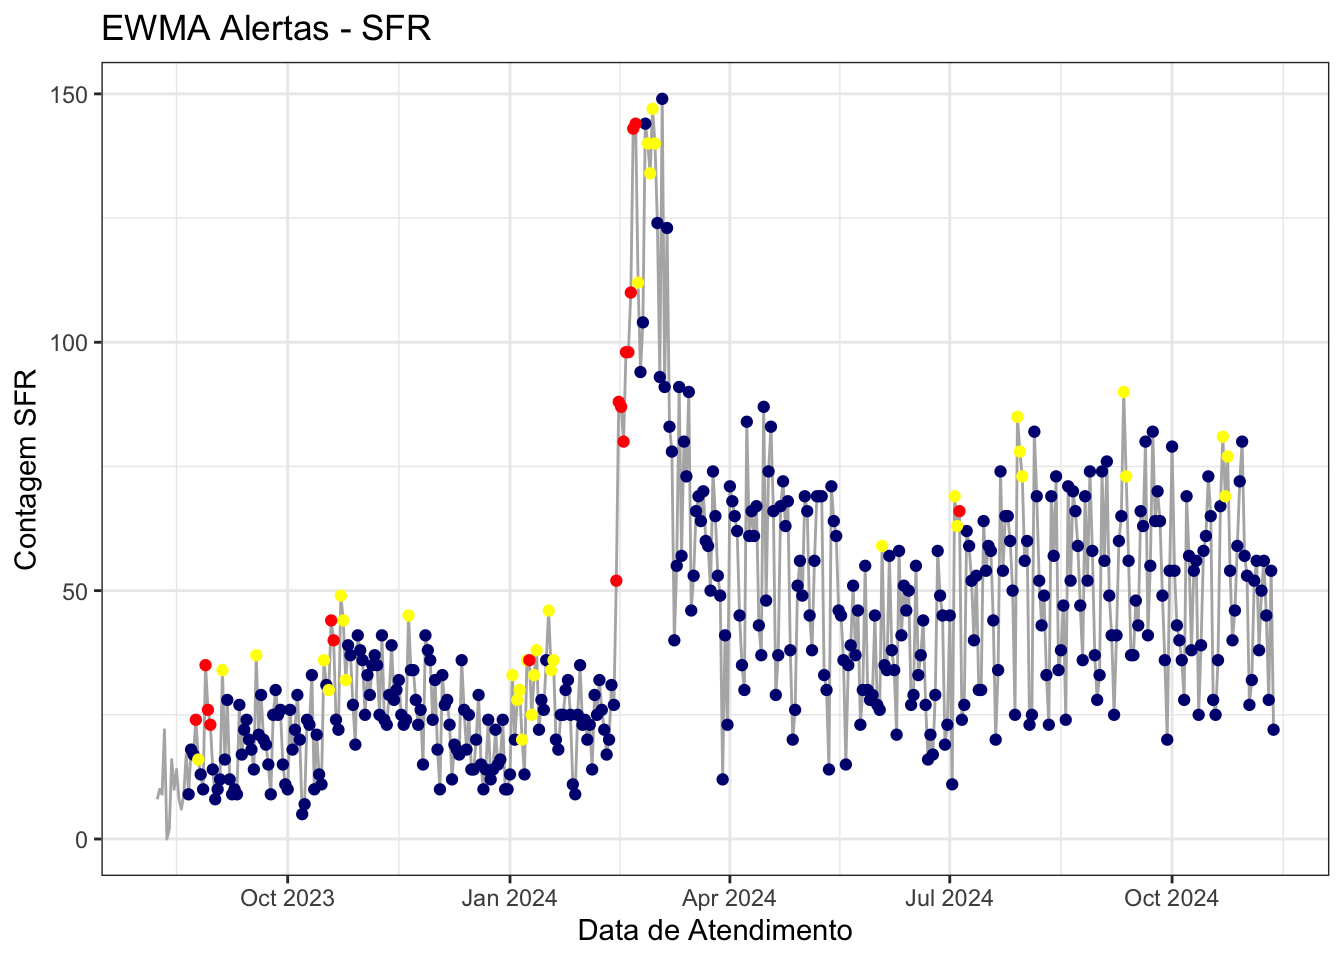 EWMA Alertas - SFR
150
100
50
0
Contagem SFR
Oct 2023
Jan 2024
Apr 2024
Jul 2024
Oct 2024
Data de Atendimento